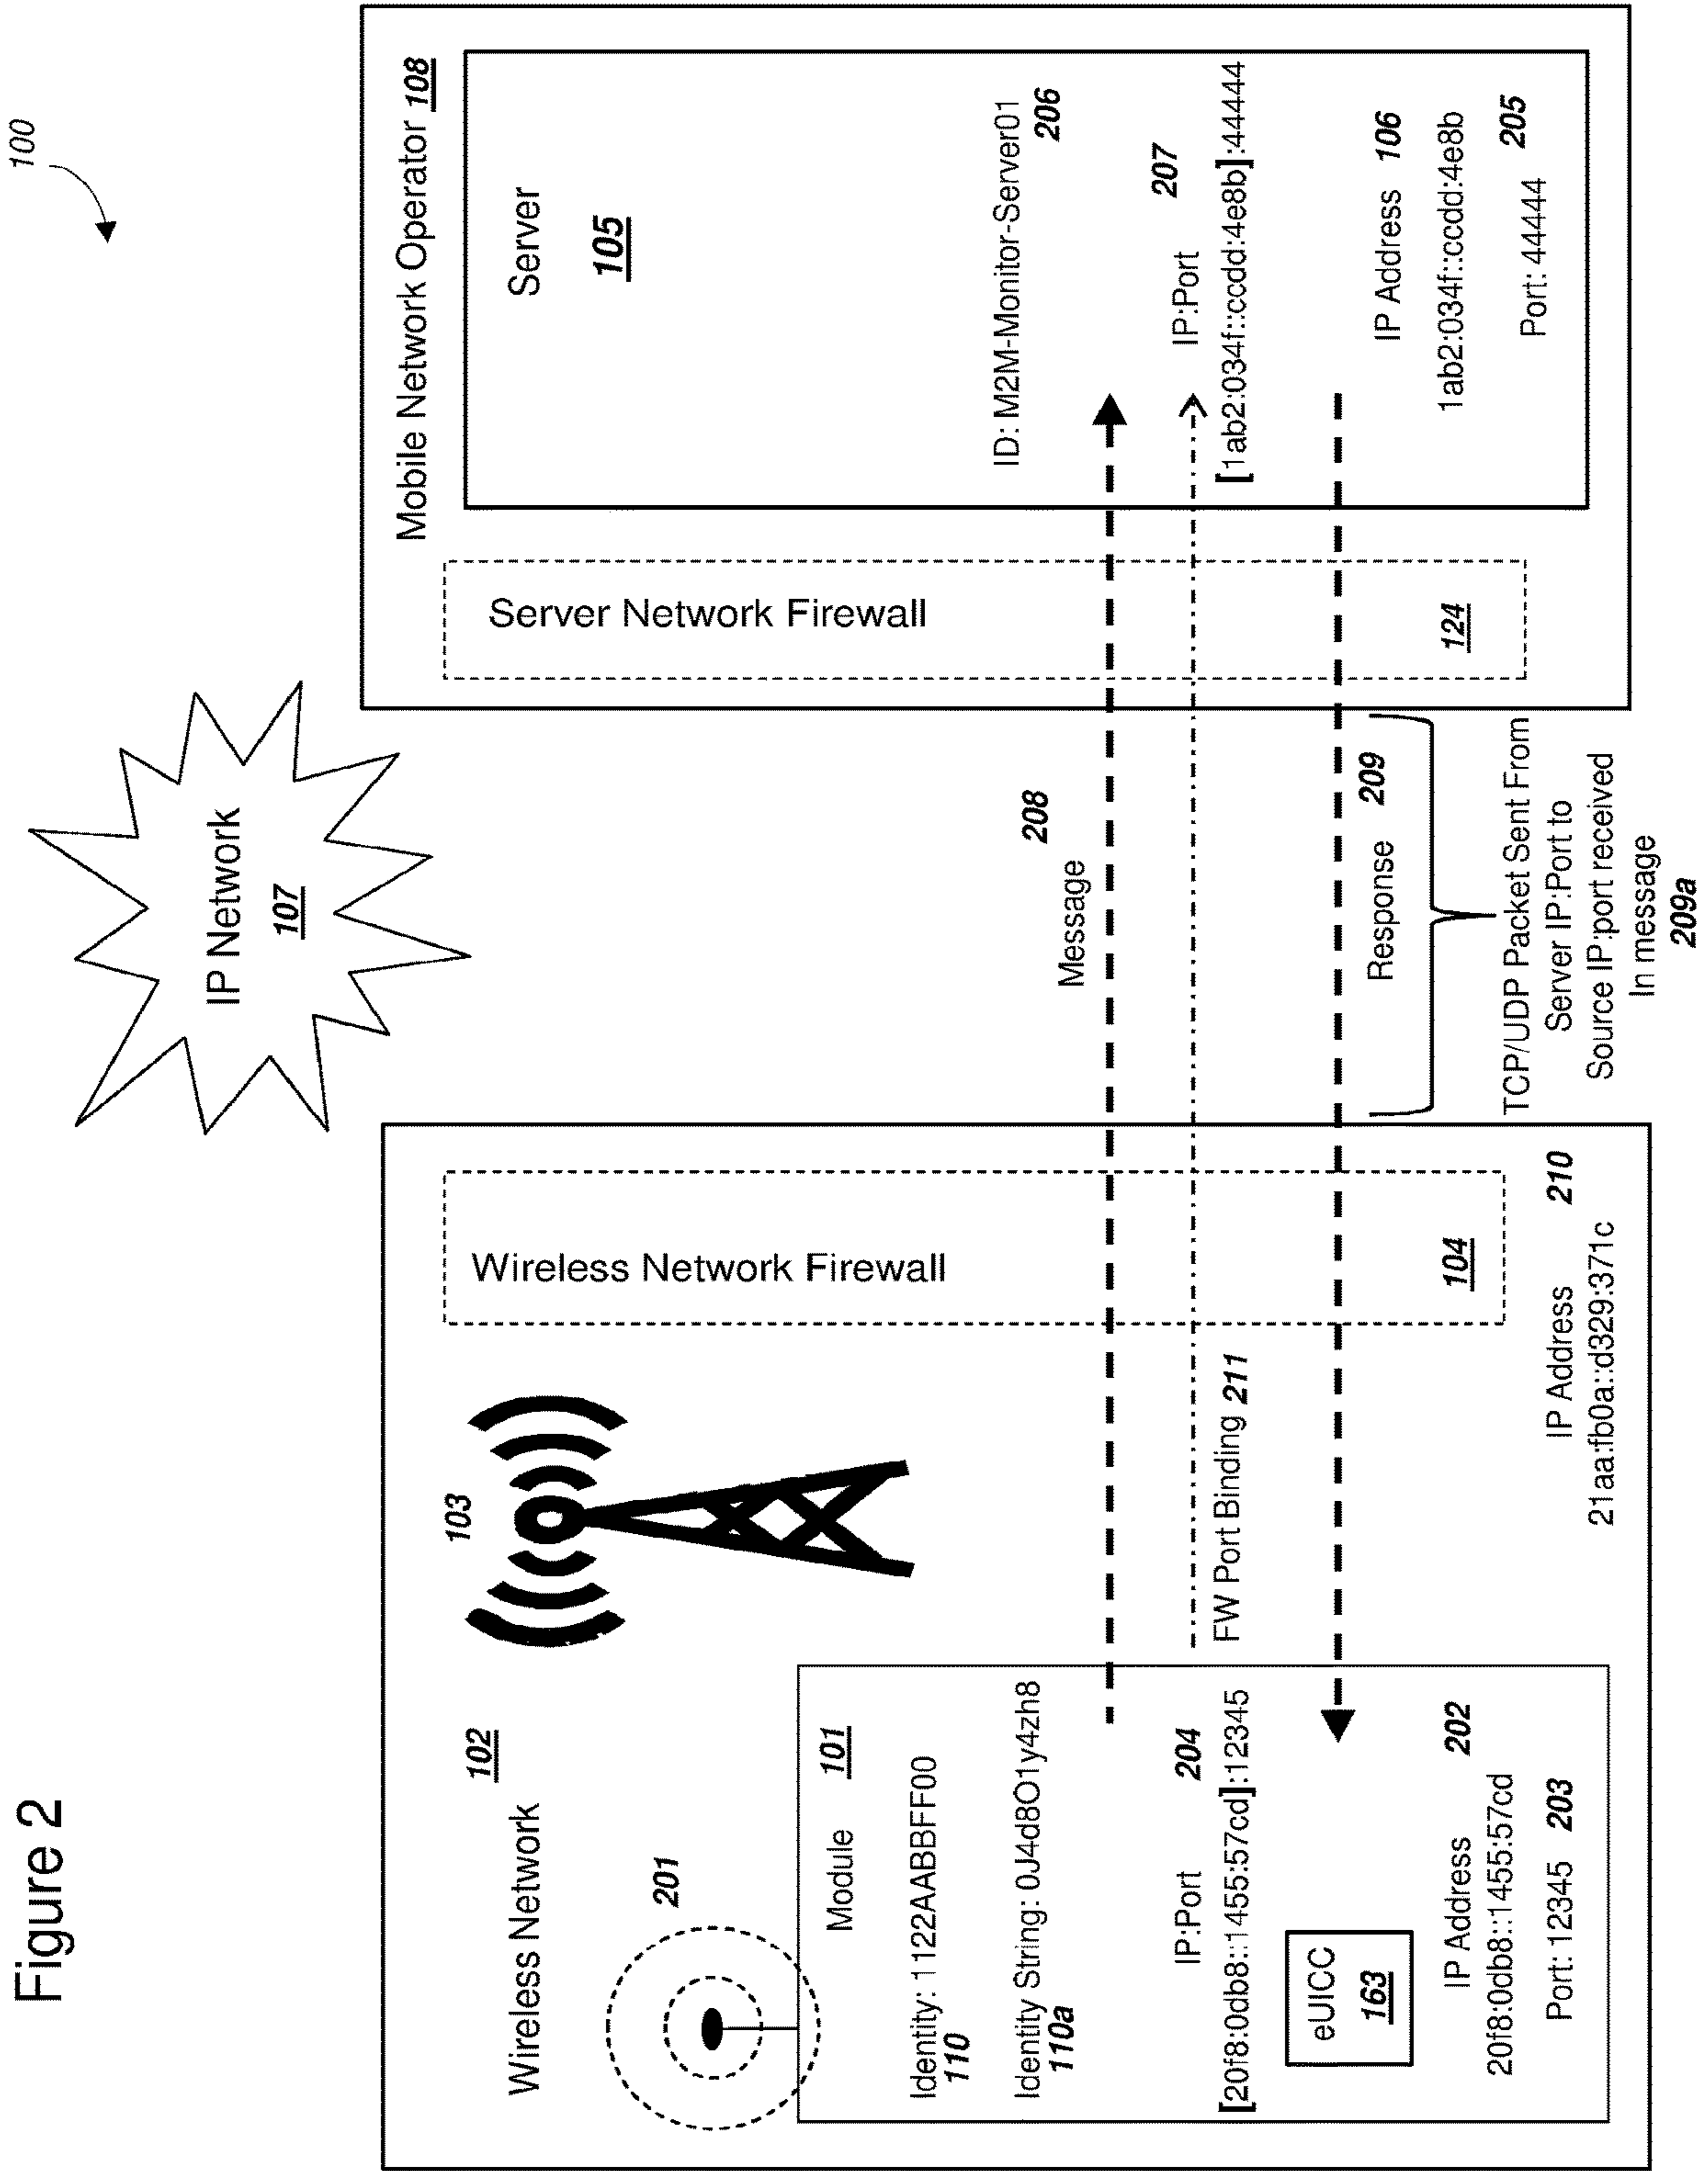 Figure 2
100
IP Network
107
Wireless Network 102
103
201
Wireless Network Firewall
104
Module 101
Identity: 1122AABBFF00
110
Identity String: 0J4d8O1y4zh8
110a
IP:Port 204
[20f8:0db8::1455:57cd]:12345
eUICC
163
IP Address 202
20f8:0db8::1455:57cd
Port: 12345 203
FW Port Binding 211
IP Address 210
21aa:fb0a::d329:371c
Message 208
Response 209
TCP/UDP Packet Sent From
Server IP:Port to
Source IP:port received
In message
209a
Mobile Network Operator 108
Server Network Firewall
124
Server
105
ID: M2M-Monitor-Server01
206
IP:Port 207
[1ab2:034f::ccdd:4e8b]:44444
IP Address 106
1ab2:034f::ccdd:4e8b
Port: 44444 205